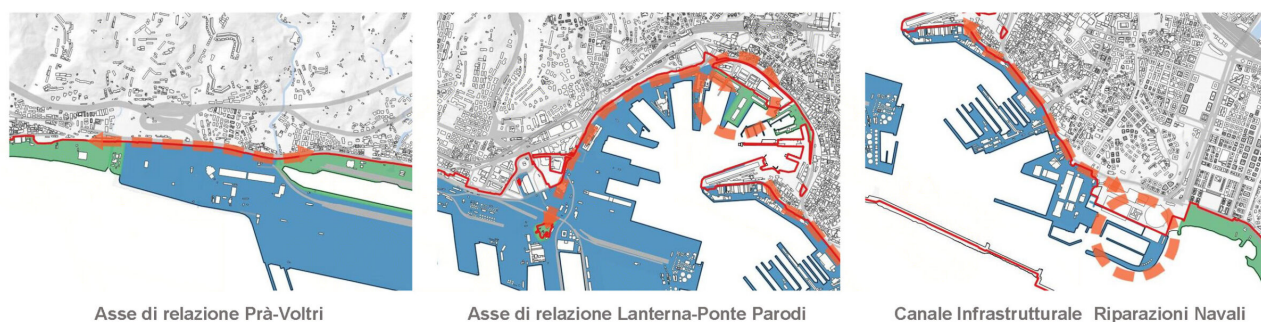 Asse di relazione Prà-Voltri
Asse di relazione Lanterna-Ponte Parodi
Canale Infrastrutturale Riparazioni Navali